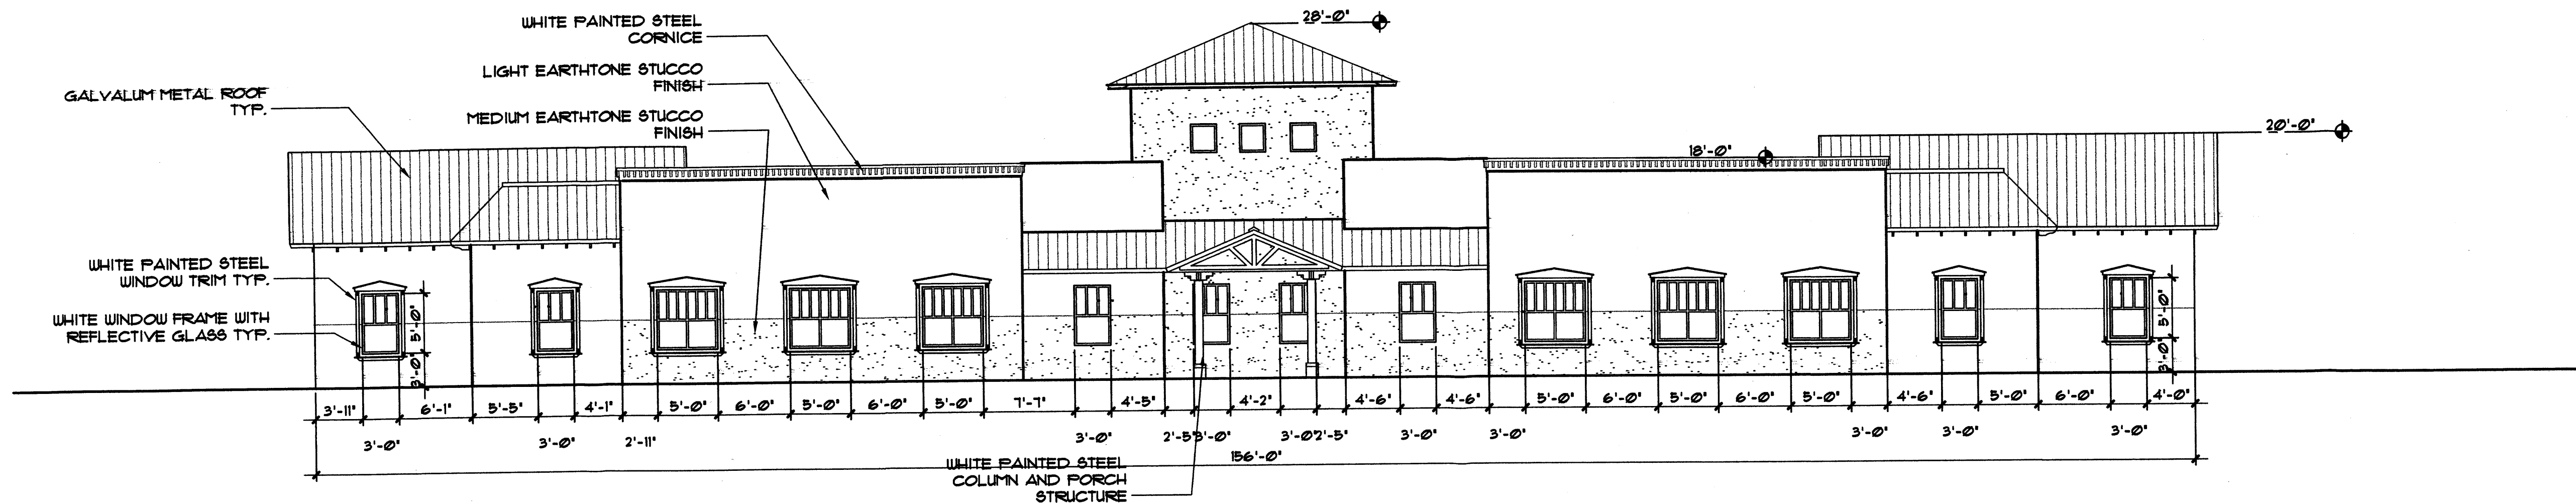 28'-0"
WHITE PAINTED STEEL
CORNICE
LIGHT EARTHTONE STUCCO
FINISH
GALVALUM METAL ROOF
TYP.
MEDIUM EARTHTONE STUCCO
FINISH
20'-0"
18'-0"
WHITE PAINTED STEEL
WINDOW TRIM TYP.
WHITE WINDOW FRAME WITH
REFLECTIVE GLASS TYP.
5'-0"
3'-0"
5'-0"
3'-0"
3'-11" 6'-1" 5'-5" 4'-1" 5'-0" 6'-0" 5'-0" 6'-0" 5'-0" 7'-7" 4'-5" 4'-2" 4'-6" 4'-6" 5'-0" 6'-0" 5'-0" 6'-0" 5'-0" 4'-6" 5'-0" 6'-0" 4'-0"
3'-0" 3'-0" 2'-11" 3'-0" 2'-5" 3'-0" 3'-0" 2'-5" 3'-0" 3'-0" 3'-0" 3'-0" 3'-0"
156'-0"
WHITE PAINTED STEEL
COLUMN AND PORCH
STRUCTURE